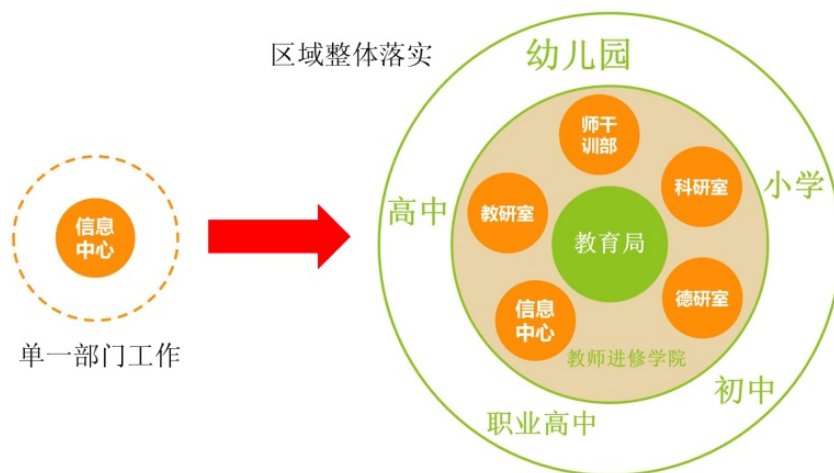 区域整体落实
幼儿园
师干
训部
科研室
小学
高中
教研室
教育局
信息
中心
德研室
信息
中心
教师进修学院
单一部门工作
初中
职业高中